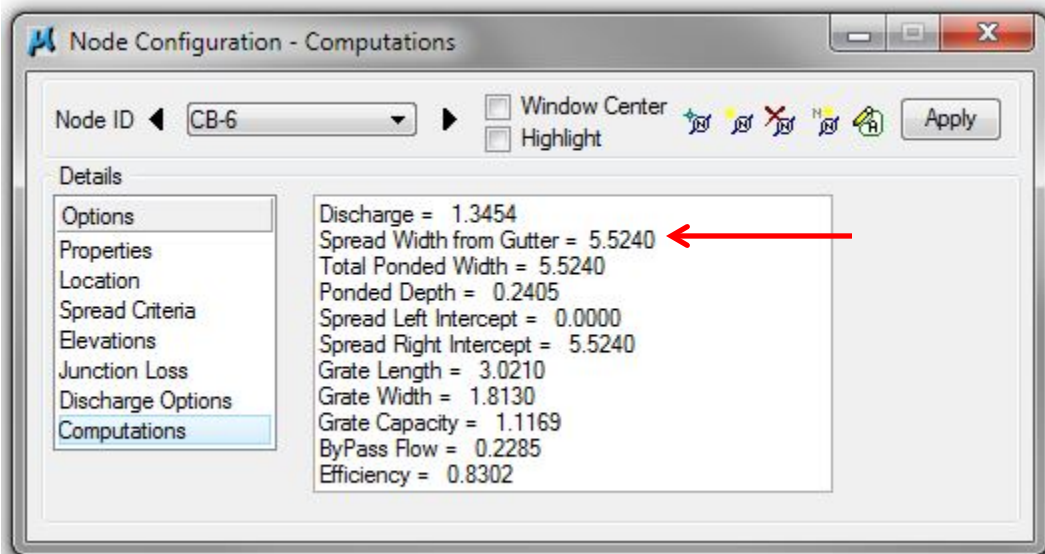 Node Configuration - Computations
Node ID CB-6 Window Center Apply
Highlight
Details
Options
Properties
Location
Spread Criteria
Elevations
Junction Loss
Discharge Options
Computations
Discharge = 1.3454
Spread Width from Gutter = 5.5240
Total Ponded Width = 5.5240
Ponded Depth = 0.2405
Spread Left Intercept = 0.0000
Spread Right Intercept = 5.5240
Grate Length = 3.0210
Grate Width = 1.8130
Grate Capacity = 1.1169
ByPass Flow = 0.2285
Efficiency = 0.8302